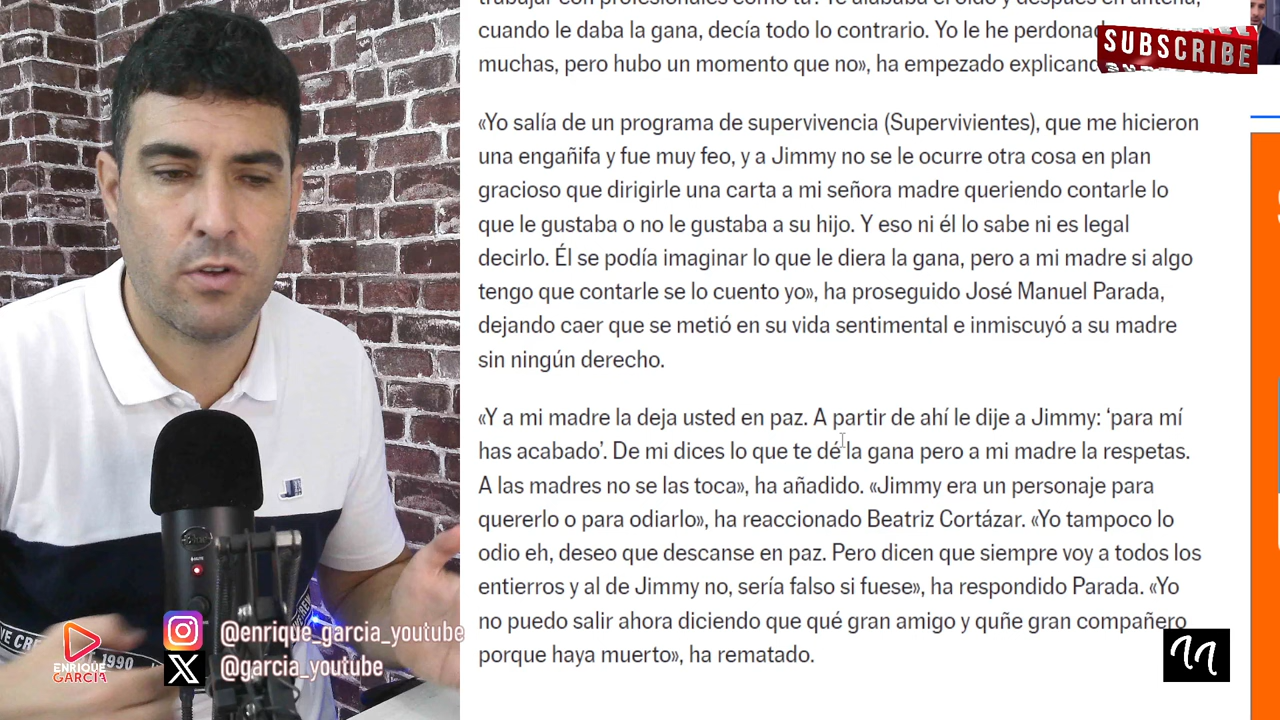 trabajar con profesionales como tú? Te alababa el oído y después en antena,
cuando le daba la gana, decía todo lo contrario. Yo le he perdonado
muchas, pero hubo un momento que no», ha empezado explicand
SUBSCRIBE
«Yo salía de un programa de supervivencia (Supervivientes), que me hicieron
una engañifa y fue muy feo, y a Jimmy no se le ocurre otra cosa en plan
gracioso que dirigirle una carta a mi señora madre queriendo contarle lo
que le gustaba o no le gustaba a su hijo. Y eso ni él lo sabe ni es legal
decirlo. Él se podía imaginar lo que le diera la gana, pero a mi madre si algo
tengo que contarle se lo cuento yo», ha proseguido José Manuel Parada,
dejando caer que se metió en su vida sentimental e inmiscuyó a su madre
sin ningún derecho.
«Y a mi madre la deja usted en paz. A partir de ahí le dije a Jimmy: ‘para mí
has acabado’. De mi dices lo que te dé la gana pero a mi madre la respetas.
A las madres no se las toca», ha añadido. «Jimmy era un personaje para
quererlo o para odiarlo», ha reaccionado Beatriz Cortázar. «Yo tampoco lo
odio eh, deseo que descanse en paz. Pero dicen que siempre voy a todos los
entierros y al de Jimmy no, sería falso si fuese», ha respondido Parada. «Yo
no puedo salir ahora diciendo que qué gran amigo y quñe gran compañero
porque haya muerto», ha rematado.
@enrique_garcia_youtube
@garcia_youtube
ENRIQUE
GARCIA
1990